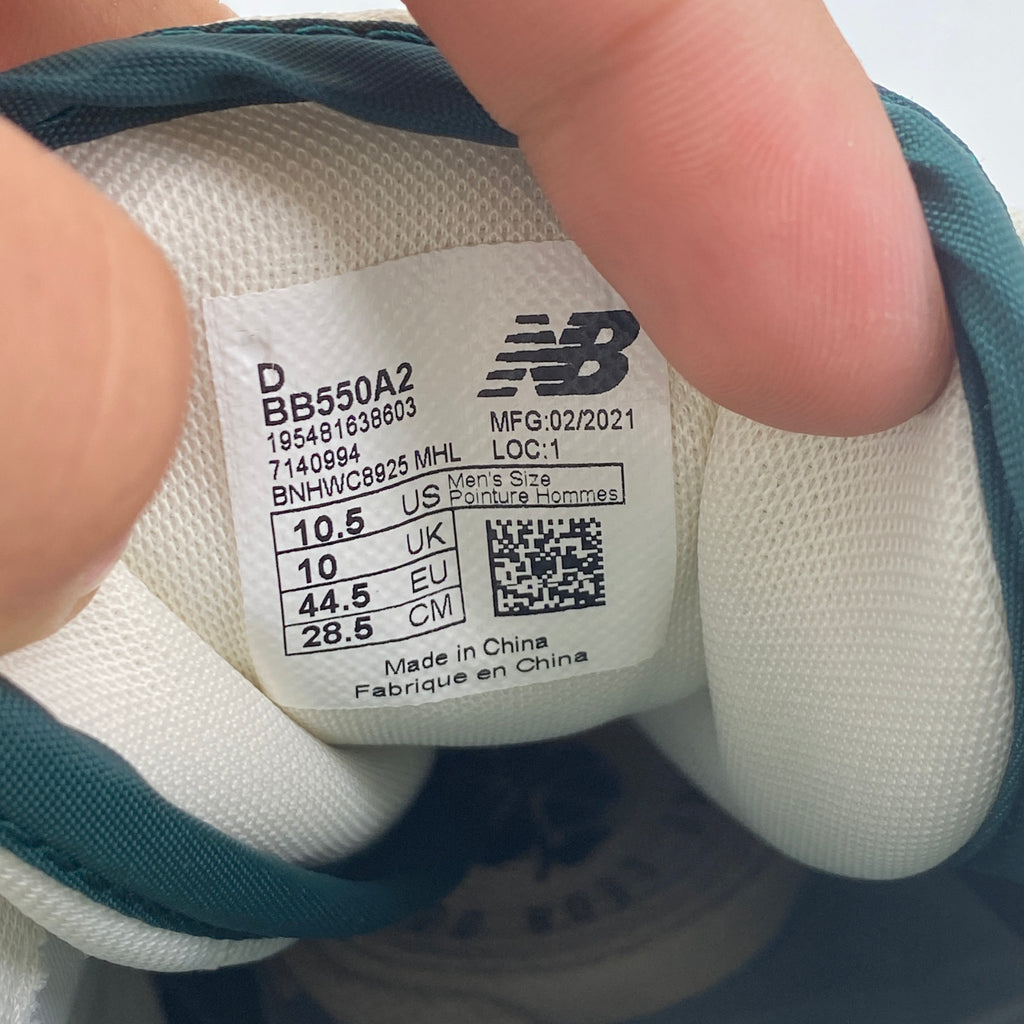 D
BB550A2
195481638603
7140994
BNHWC8925 MHL
NB
MFG:02/2021
LOC:1
10.5 US Men's Size
Pointure Hommes
10 UK
44.5 EU
28.5 CM
Made in China
Fabrique en China